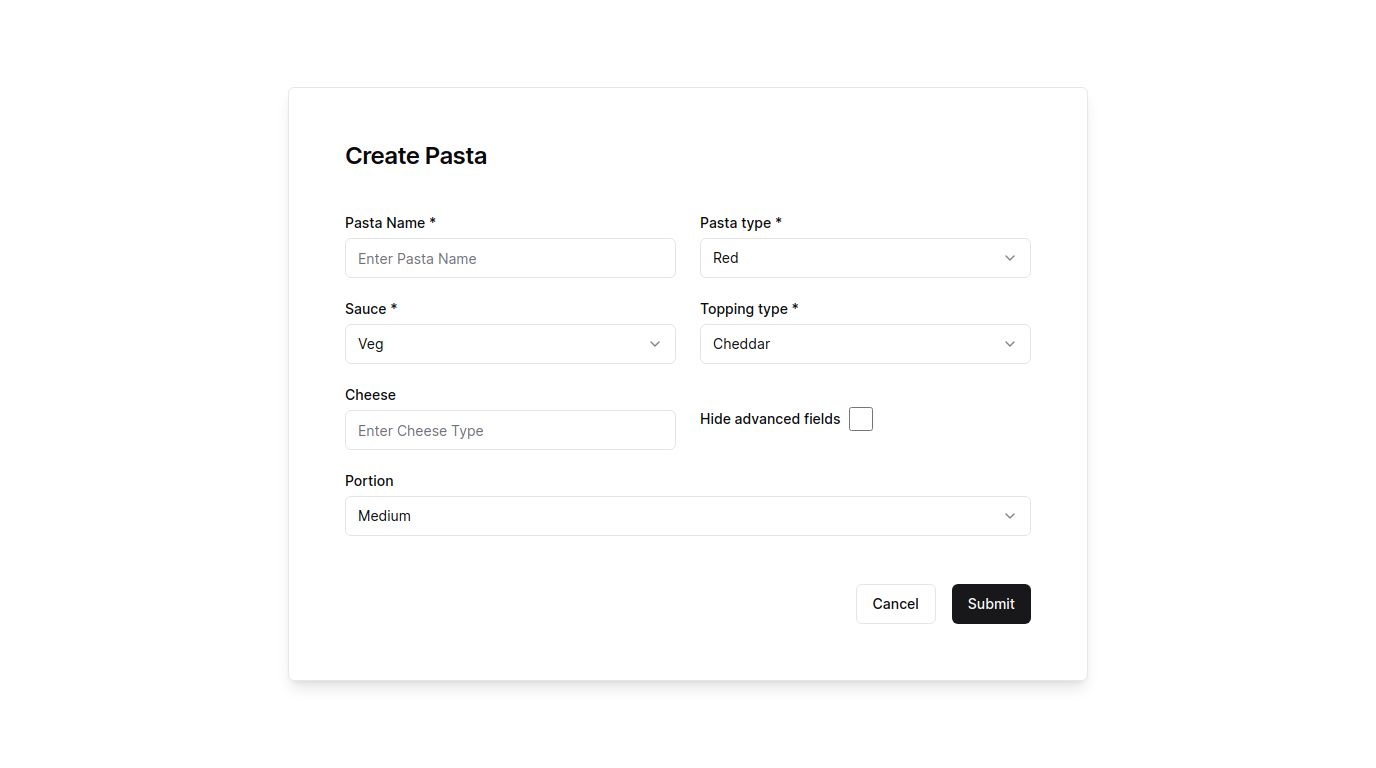 Create Pasta
Pasta Name *
Pasta type *
Enter Pasta Name
Red
Sauce *
Topping type *
Veg
Cheddar
Cheese
Enter Cheese Type
Hide advanced fields
Portion
Medium
Cancel
Submit